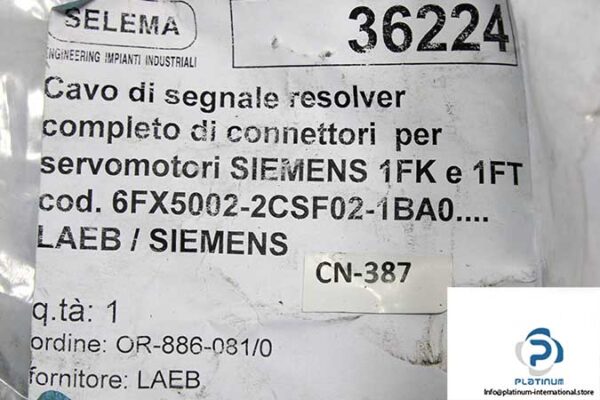 SELEMA
36224
ENGINEERING IMPIANTI INDUSTRIALI
Cavo di segnale resolver
completo di connettori per
servomotori SIEMENS 1FK e 1FT
cod. 6FX5002-2CSF02-1BA0....
LAEB / SIEMENS
CN-387
q.tà: 1
ordine: OR-886-081/0
fornitore: LAEB
PLATINUM
Info@platinum-international.store